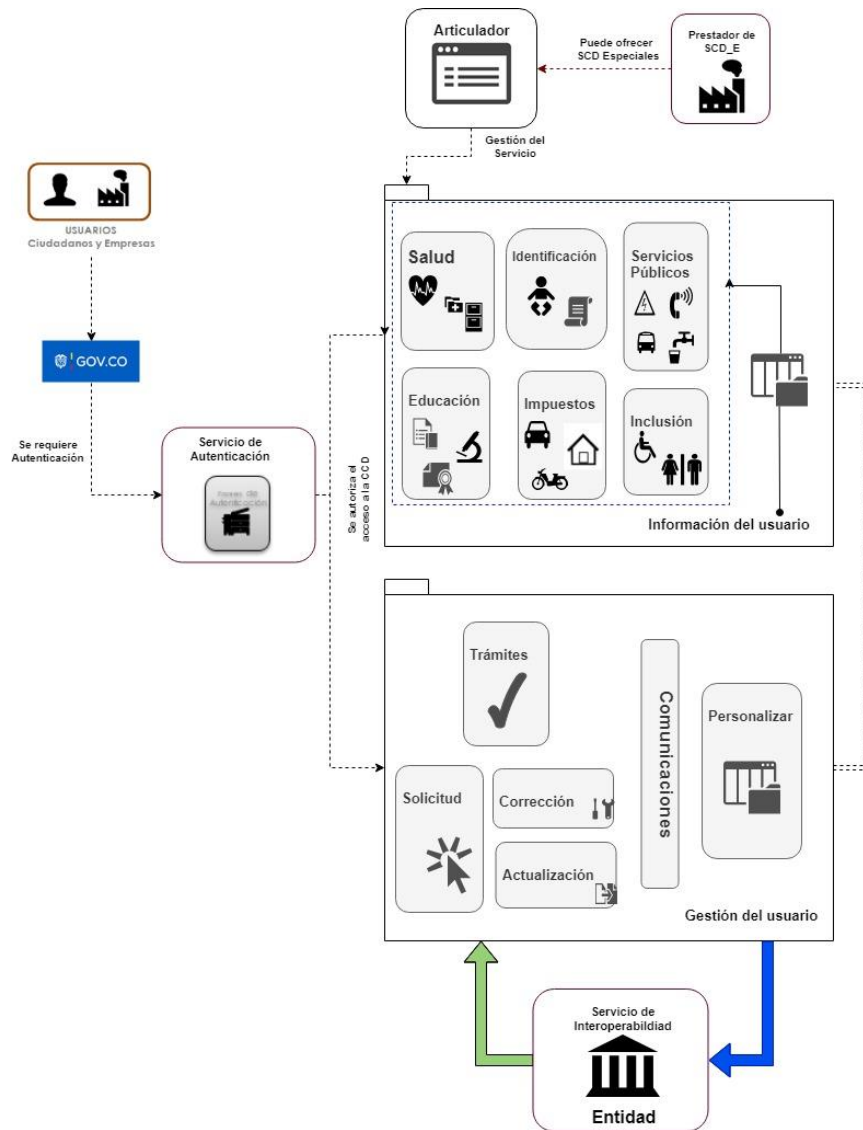 Articulador
Puede ofrecer
SCD Especiales
Prestador de
SCD_E
Gestión del
Servicio
USUARIOS
Ciudadanos y Empresas
GOV.CO
Se requiere
Autenticación
Servicio de
Autenticación
Autenticación
Se autoriza el
acceso a la CCD
Salud
Identificación
Servicios
Públicos
Educación
Impuestos
Inclusión
Información del usuario
Trámites
Solicitud
Corrección
Actualización
Comunicaciones
Personalizar
Gestión del usuario
Servicio de
Interoperabildiad
Entidad